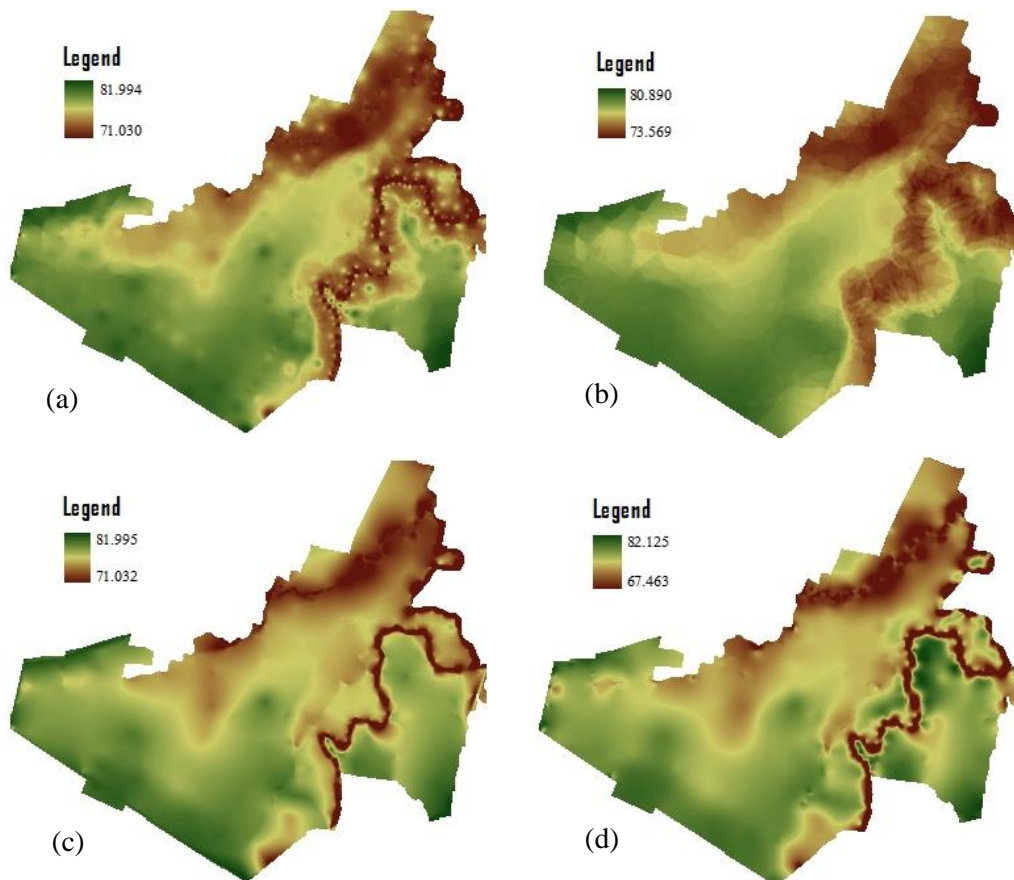 Legend
81.994
71.030
(a)
Legend
80.890
73.569
(b)
Legend
81.995
71.032
(c)
Legend
82.125
67.463
(d)